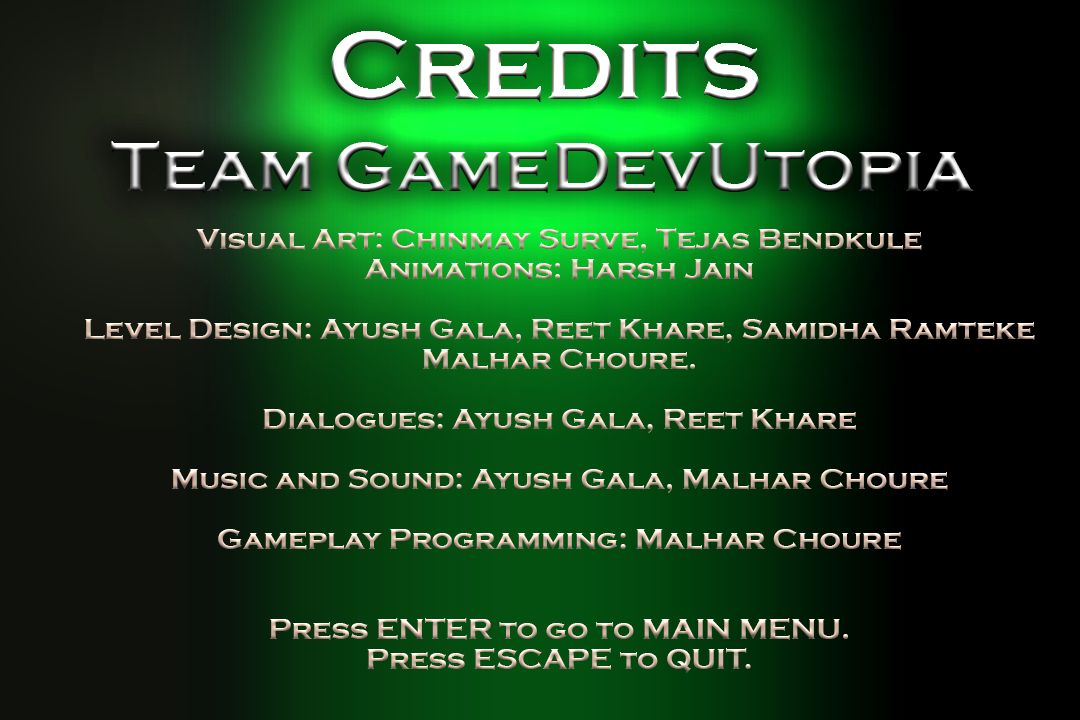 Credits
Team GameDevUtopia
Visual Art: Chinmay Surve, Tejas Bendkule
Animations: Harsh Jain
Level Design: Ayush Gala, Reet Khare, Samidha Ramteke
Malhar Choure.
Dialogues: Ayush Gala, Reet Khare
Music and Sound: Ayush Gala, Malhar Choure
Gameplay Programming: Malhar Choure
Press ENTER to go to MAIN MENU.
Press ESCAPE to QUIT.